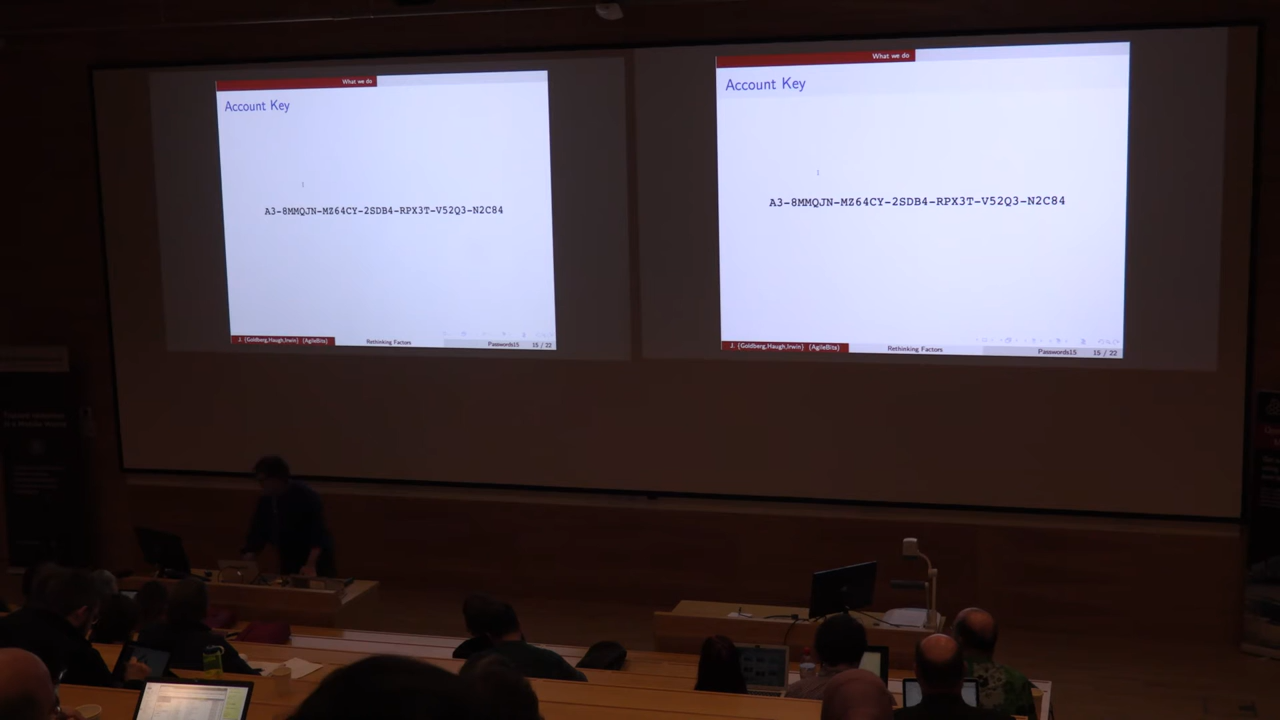 What we do
Account Key
A3-8MMQJN-MZ64CY-2SDB4-RPX3T-V52Q3-N2C84
J. {Goldberg,Haugh,Irwin} (AgileBits) Rethinking Factors Passwords15 15 / 22
What we do
Account Key
A3-8MMQJN-MZ64CY-2SDB4-RPX3T-V52Q3-N2C84
J. {Goldberg,Haugh,Irwin} (AgileBits) Rethinking Factors Passwords15 15 / 22